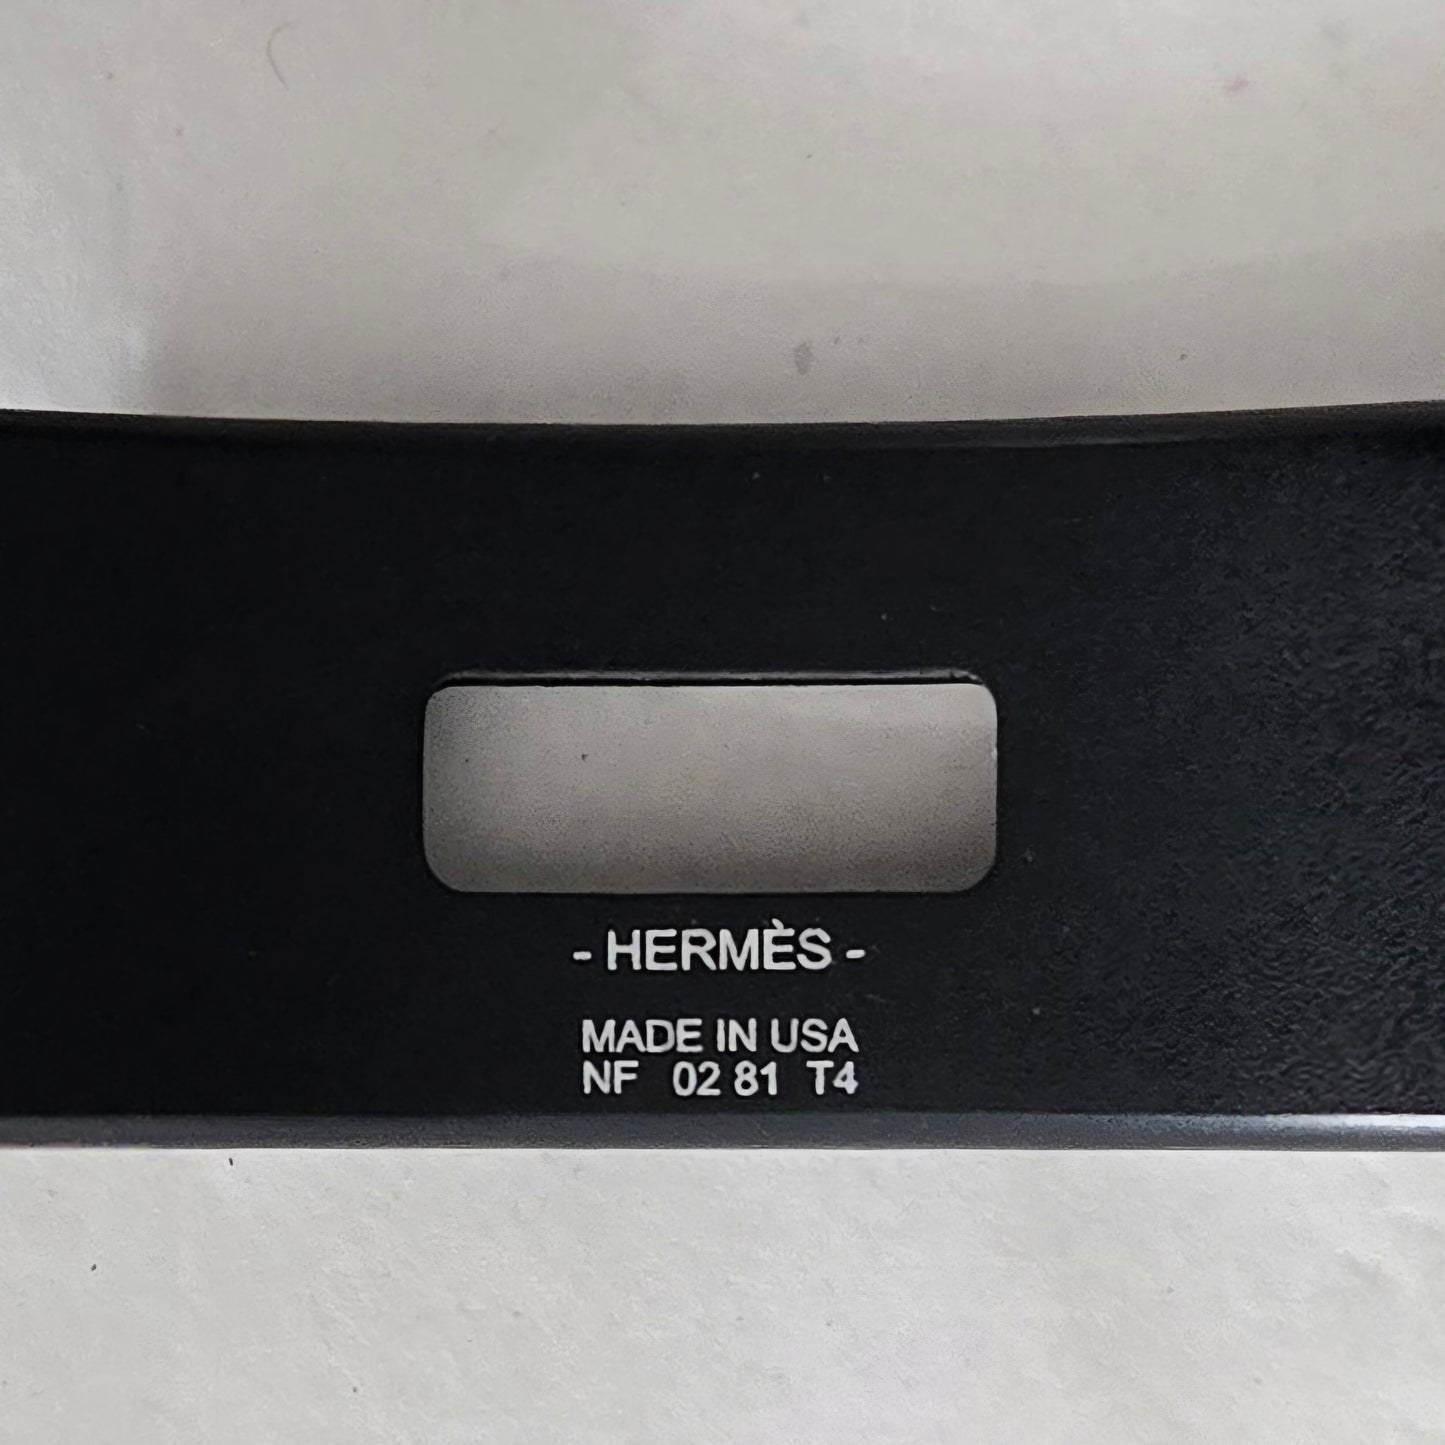 - HERMÈS -
MADE IN USA
NF 02 81 T4